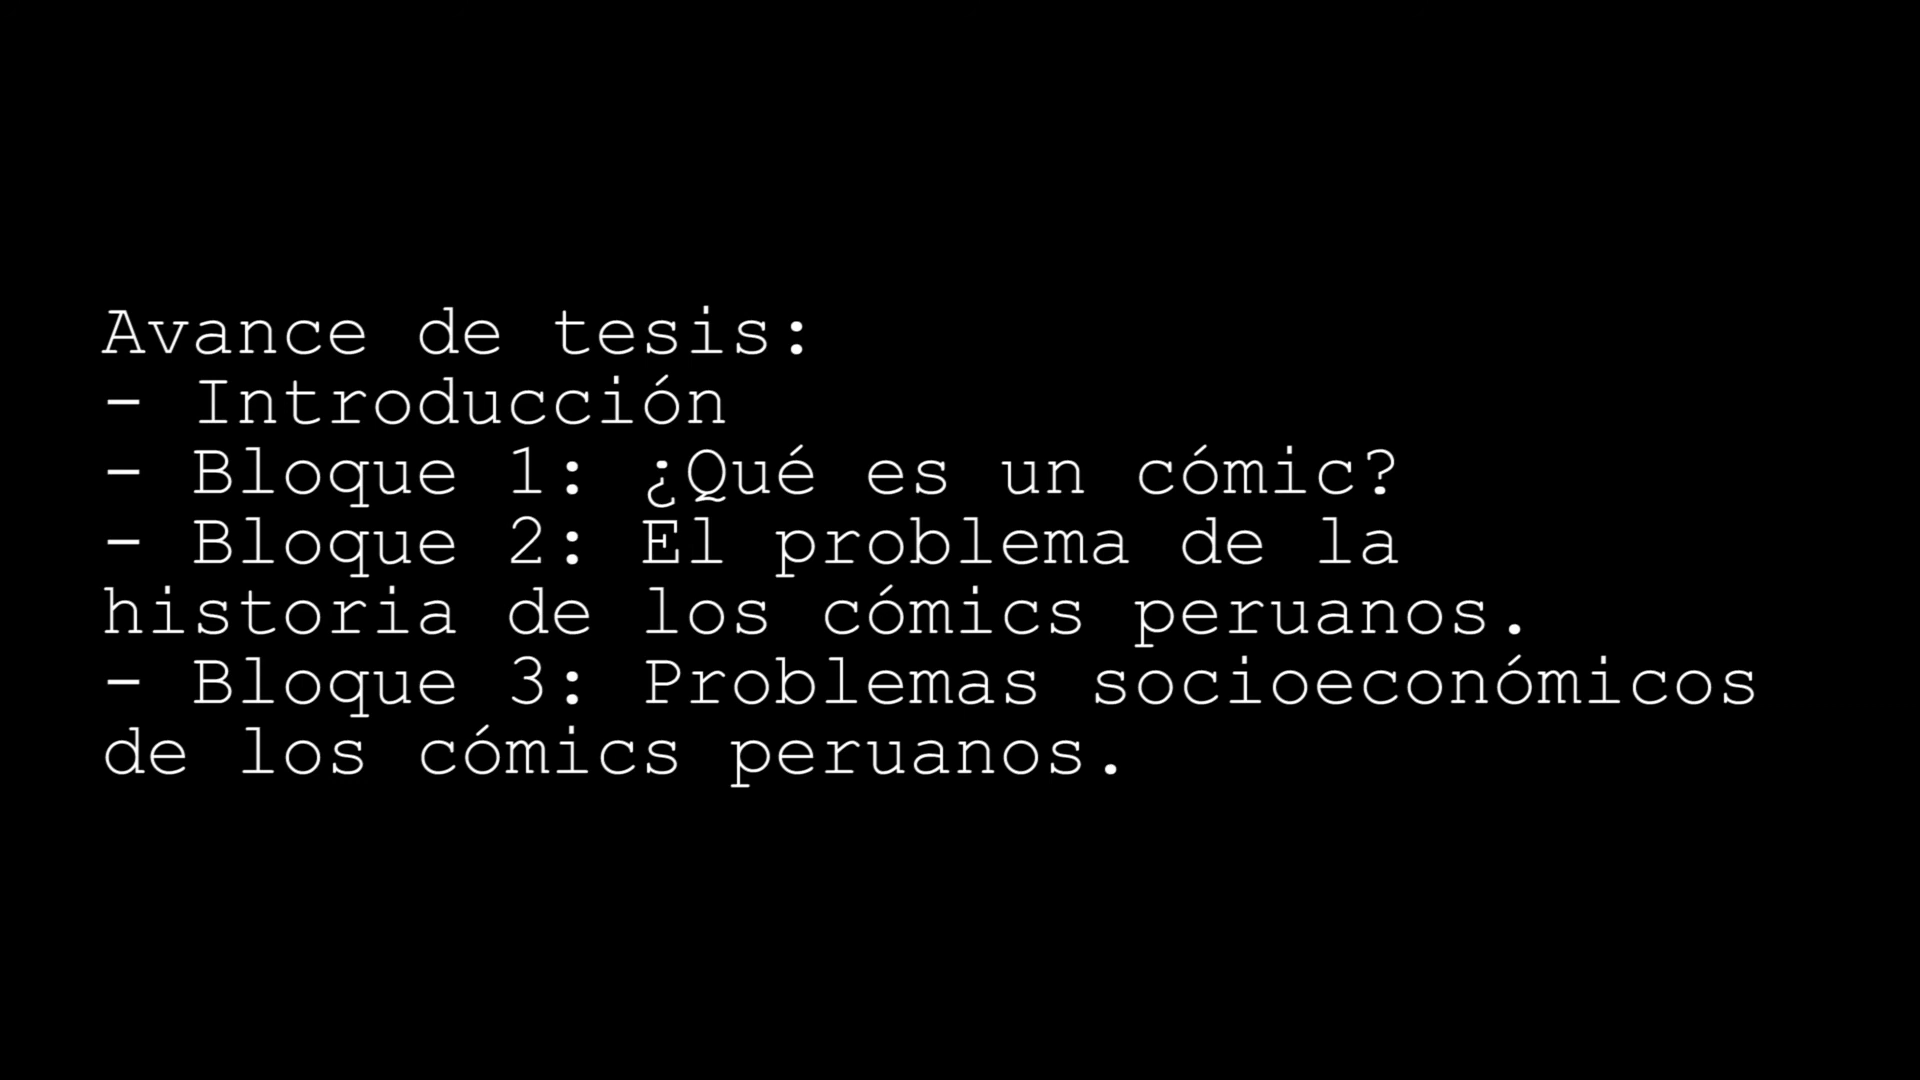 Avance de tesis:
- Introducción
- Bloque 1: ¿Qué es un cómic?
- Bloque 2: El problema de la
historia de los cómics peruanos.
- Bloque 3: Problemas socioeconómicos
de los cómics peruanos.